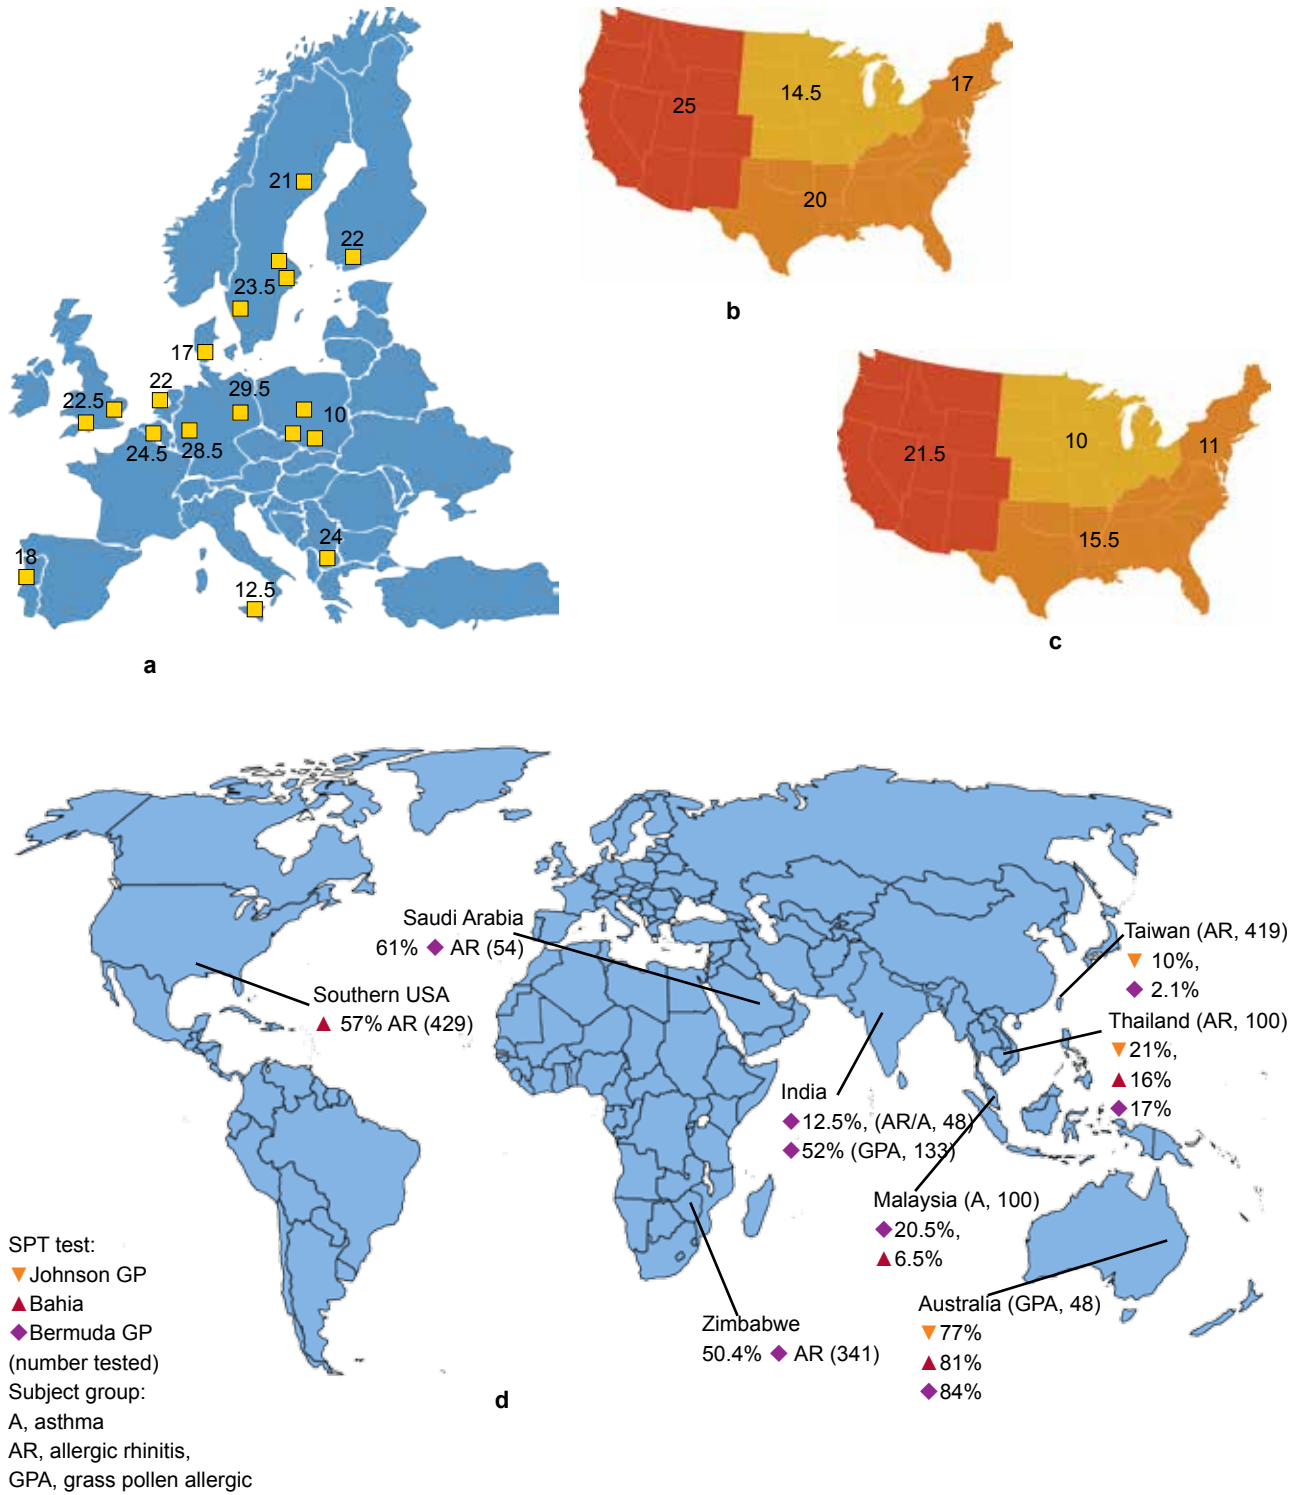 21
22
23.5
17
22
29.5
22.5
10
24.5
28.5
24
18
12.5
a
25
14.5
17
20
b
21.5
10
11
15.5
c
Saudi Arabia
61% ◆ AR (54)
Southern USA
▲ 57% AR (429)
Taiwan (AR, 419)
▼ 10%,
◆ 2.1%
Thailand (AR, 100)
▼21%,
▲16%
◆17%
India
◆12.5%, (AR/A, 48)
◆52% (GPA, 133)
Malaysia (A, 100)
◆20.5%,
▲6.5%
Australia (GPA, 48)
▼77%
▲81%
◆84%
Zimbabwe
50.4% ◆ AR (341)
SPT test:
▼Johnson GP
▲Bahia
◆Bermuda GP
(number tested)
Subject group:
A, asthma
AR, allergic rhinitis,
GPA, grass pollen allergic
d